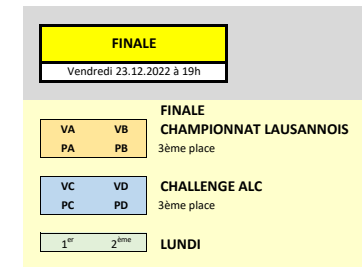 FINALE
Vendredi 23.12.2022 à 19h
FINALE
VA VB CHAMPIONNAT LAUSANNOIS
PA PB 3ème place
VC VD CHALLENGE ALC
PC PD 3ème place
1er 2ème LUNDI